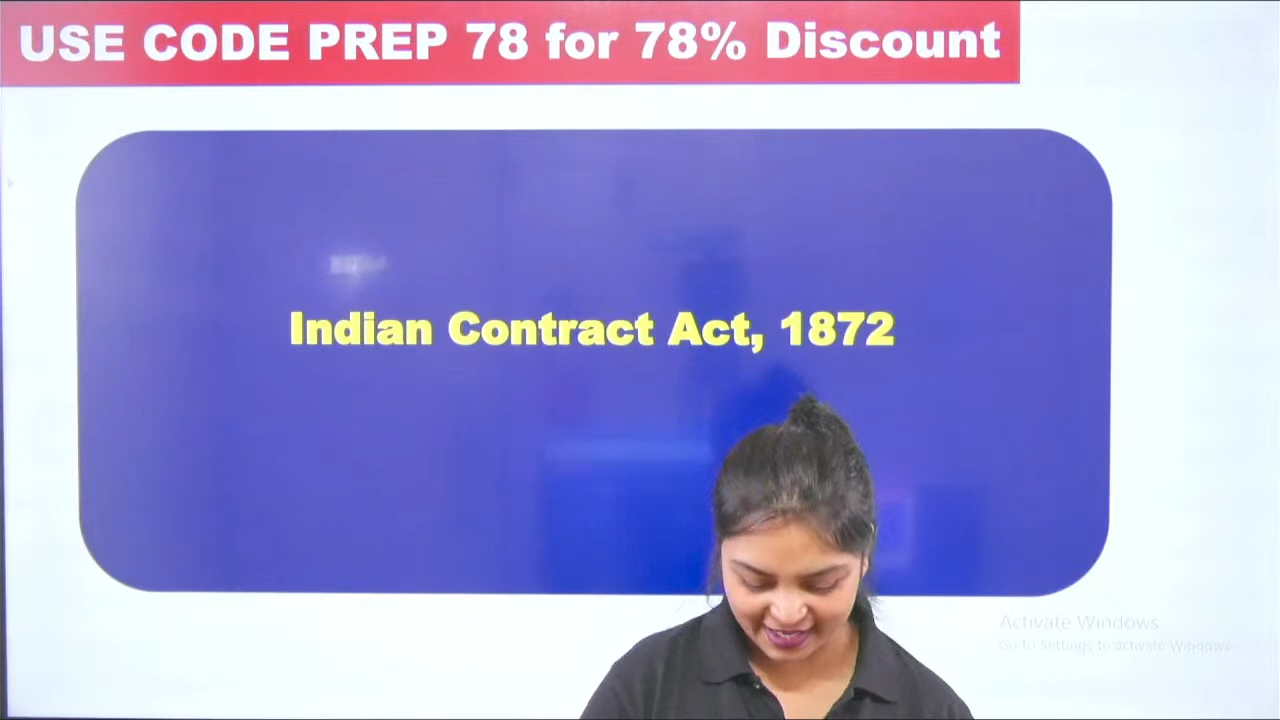 USE CODE PREP 78 for 78% Discount
Indian Contract Act, 1872
Activate Windows
Go to Settings to activate Windows